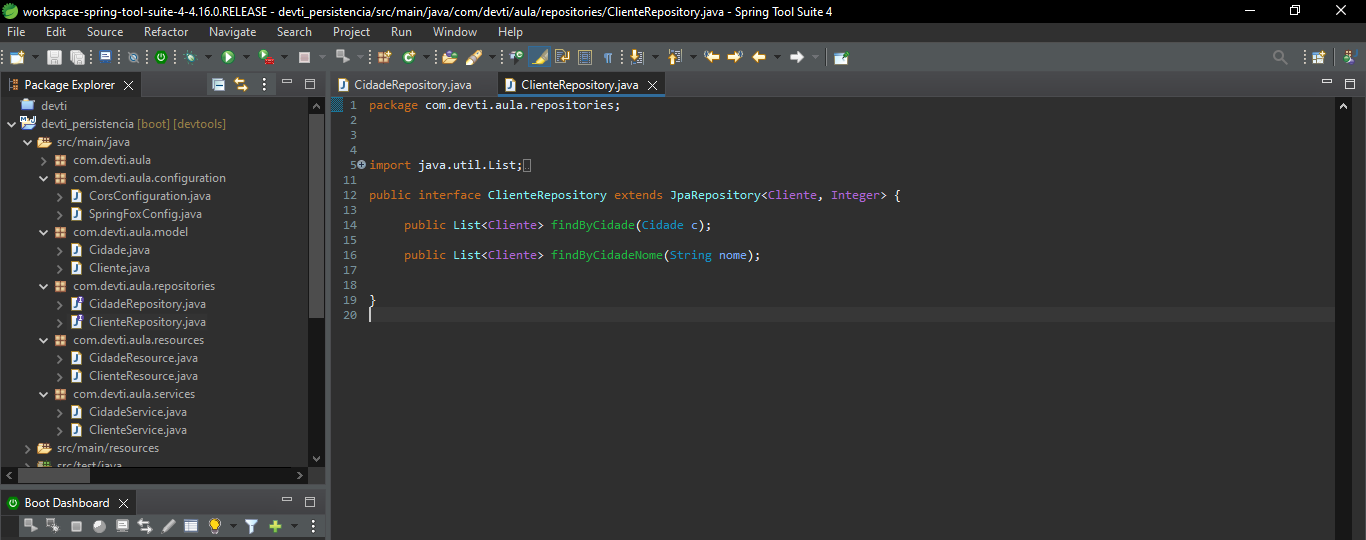 workspace-spring-tool-suite-4-4.16.0.RELEASE - devti_persistencia/src/main/java/com/devti/aula/repositories/ClienteRepository.java - Spring Tool Suite 4
File Edit Source Refactor Navigate Search Project Run Window Help
Package Explorer
devti
devti_persistencia [boot] [devtools]
src/main/java
com.devti.aula
com.devti.aula.configuration
CorsConfiguration.java
SpringFoxConfig.java
com.devti.aula.model
Cidade.java
Cliente.java
com.devti.aula.repositories
CidadeRepository.java
ClienteRepository.java
com.devti.aula.resources
CidadeResource.java
ClienteResource.java
com.devti.aula.services
CidadeService.java
ClienteService.java
src/main/resources
src/test/java
Boot Dashboard
CidadeRepository.java ClienteRepository.java
1 package com.devti.aula.repositories;
2
3
4
5 import java.util.List;
11
12 public interface ClienteRepository extends JpaRepository<Cliente, Integer> {
13
14 public List<Cliente> findByCidade(Cidade c);
15
16 public List<Cliente> findByCidadeNome(String nome);
17
18
19 }
20